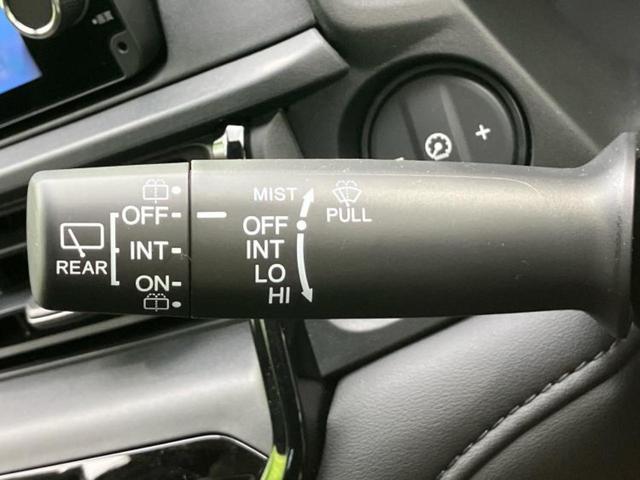 REAR
OFF
INT
ON
MIST
OFF
INT
LO
HI
PULL
+